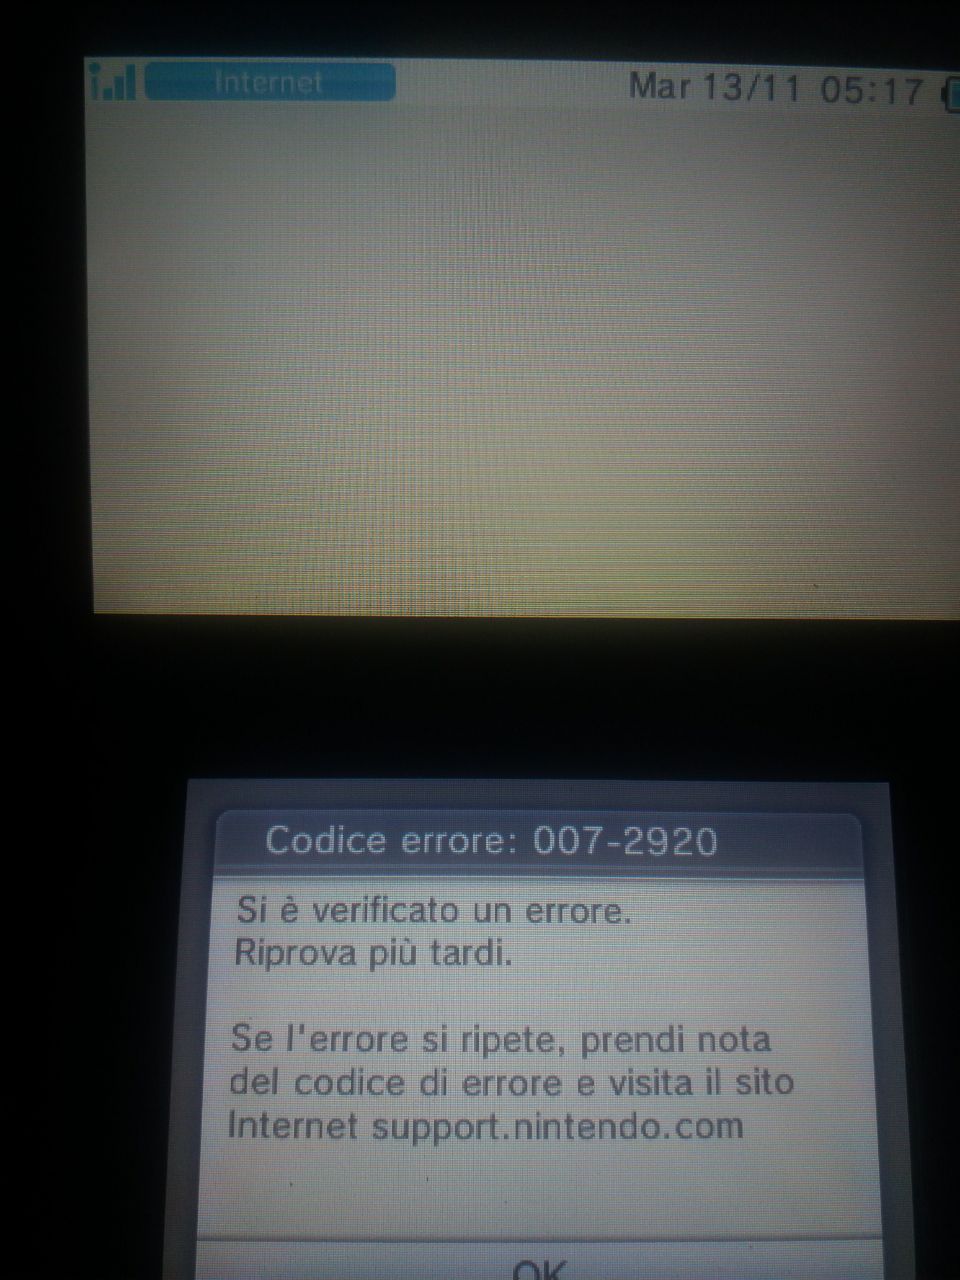 Internet
Mar 13/11 05:17
Codice errore: 007-2920
Si è verificato un errore.
Riprova più tardi.
Se l'errore si ripete, prendi nota
del codice di errore e visita il sito
Internet support.nintendo.com
OK